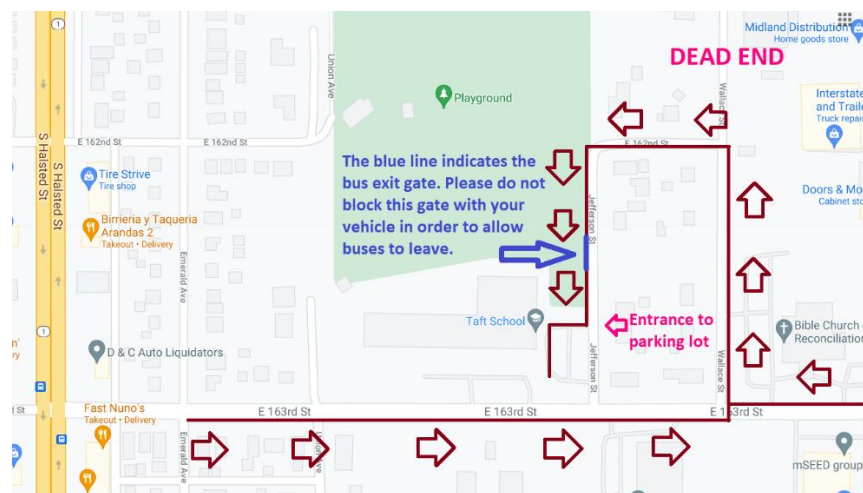 1
Midland Distribution
Home goods store
DEAD END
Union Ave
Wallace St
Playground
Interstate
and Traile
Truck repair
S Halsted St
S Halsted St
E 162nd St
E 162nd St
The blue line indicates the
bus exit gate. Please do not
block this gate with your
vehicle in order to allow
buses to leave.
Tire Strive
Tire shop
Doors & Mo
Cabinet sto
Birrieria y Taqueria
Arandas 2
Takeout • Delivery
Jefferson St
Emerald Ave
Taft School
Entrance to
parking lot
Bible Church o
Reconciliation
1
D & C Auto Liquidators
Jefferson St
Wallace St
Fast Nuno's
Takeout • Delivery
E 163rd St
E 163rd St
E 163rd St
Emerald Ave
Union Ave
mSEED group